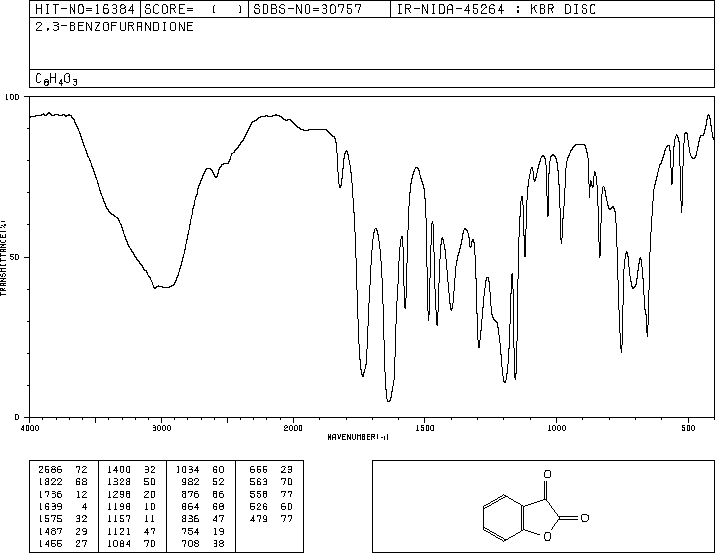 HIT-NO=16384 SCORE= ( ) SDBS-NO=30757 IR-NIDA-45264 : KBR DISC
2,3-BENZOFURANDIONE
C8H4O3
100
TRANSMITTANCE(%)
50
0
4000 3000 2000 1500 1000 500
WAVENUMBER(-1)
2586 72 1400 32 1034 60 655 23
1822 68 1328 50 982 52 563 70
1736 12 1298 20 876 66 558 77
1639 4 1198 10 864 68 526 60
1575 32 1157 11 836 47 479 77
1487 29 1121 47 754 19
1455 27 1084 70 708 38
O
O
O